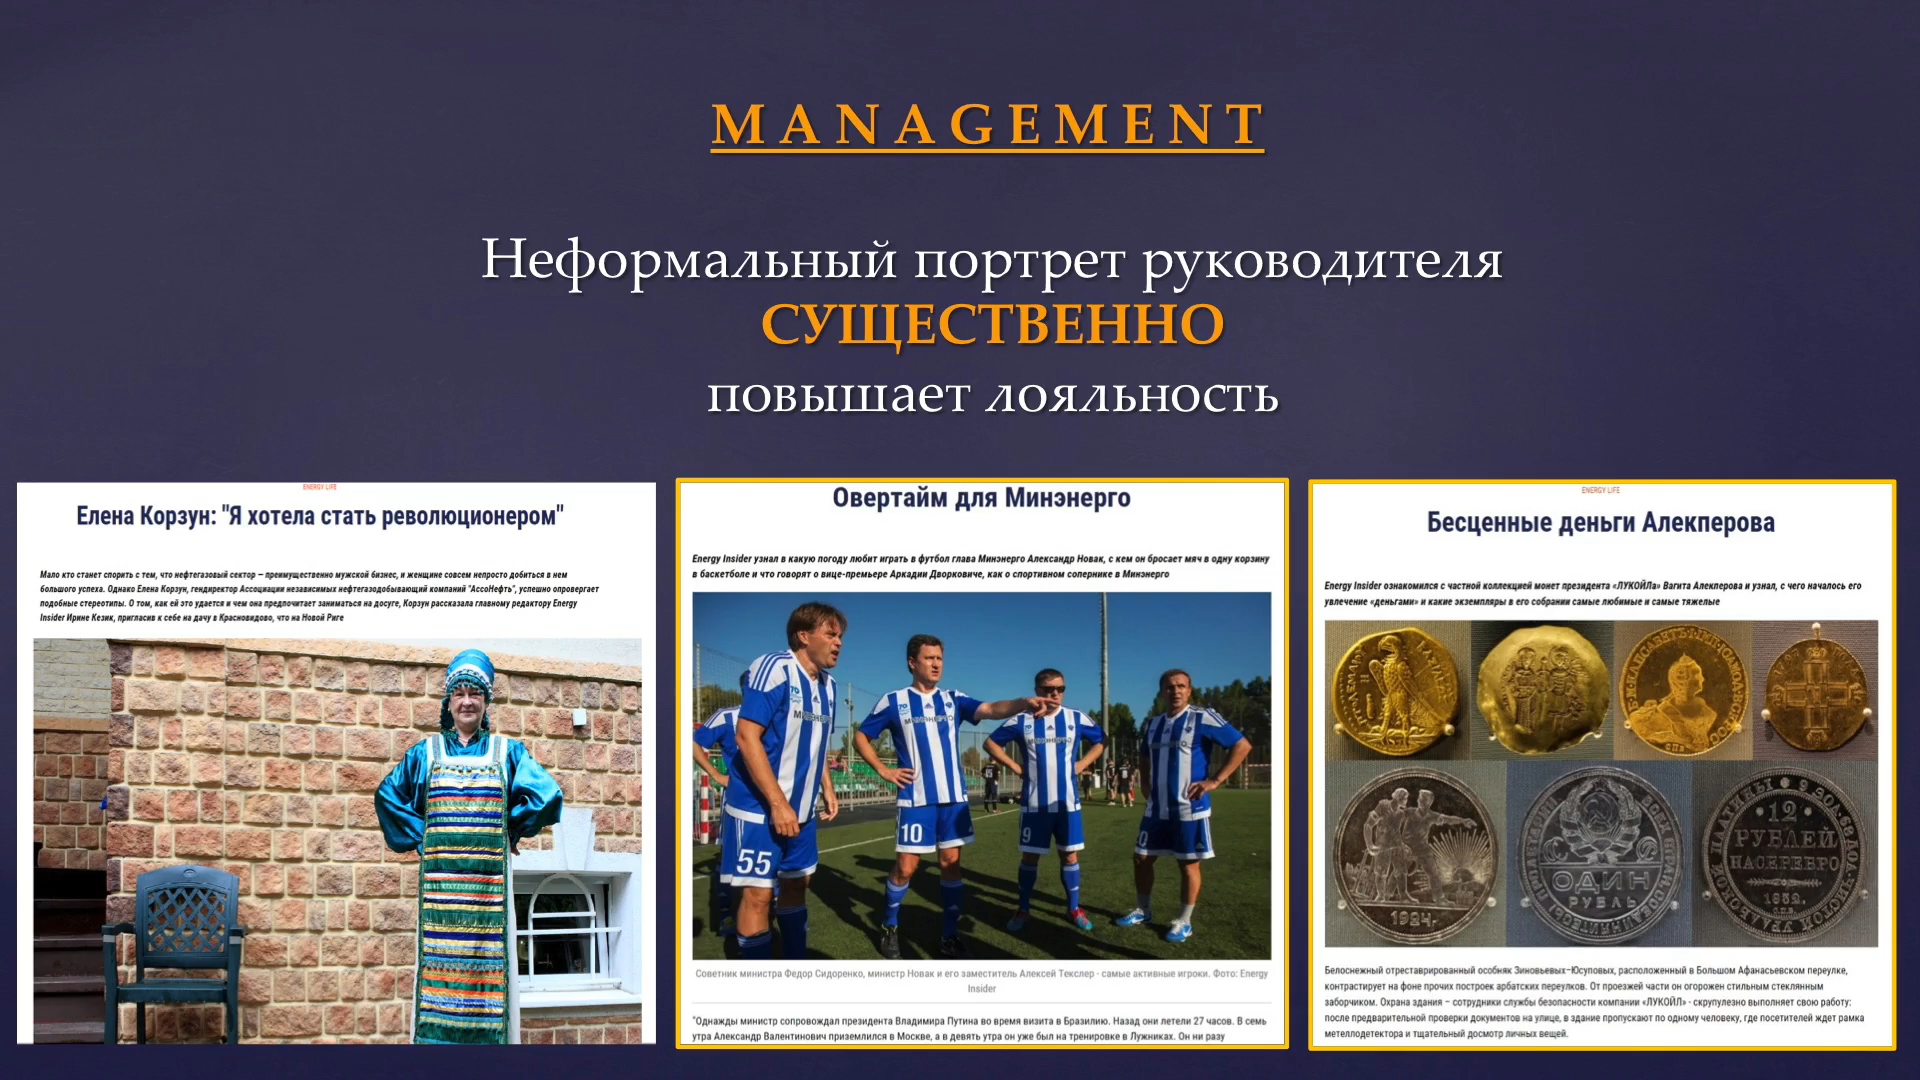 MANAGEMENT
Неформальный портрет руководителя
СУЩЕСТВЕННО
повышает лояльность
ENERGY LIFE
Елена Корзун: "Я хотела стать революционером"
Мало кто станет спорить с тем, что нефтегазовый сектор — преимущественно мужской бизнес, и женщине совсем непросто добиться в нем
большого успеха. Однако Елена Корзун, гендиректор Ассоциации независимых нефтегазодобывающий компаний "АссоНефть", успешно опровергает
подобные стереотипы. О том, как ей это удается и чем она предпочитает заниматься на досуге, Корзун рассказала главному редактору Energy
Insider Ирине Кезик, пригласив к себе на дачу в Красновидово, что на Новой Риге
Овертайм для Минэнерго
Energy Insider узнал в какую погоду любит играть в футбол глава Минэнерго Александр Новак, с кем он бросает мяч в одну корзину
в баскетболе и что говорят о вице-премьере Аркадии Дворковиче, как о спортивном сопернике в Минэнерго
55
10
9
Советник министра Федор Сидоренко, министр Новак и его заместитель Алексей Текслер - самые активные игроки. Фото: Energy
Insider
"Однажды министр сопровождал президента Владимира Путина во время визита в Бразилию. Назад они летели 27 часов. В семь
утра Александр Валентинович приземлился в Москве, а в девять утра он уже был на тренировке в Лужниках. Он ни разу
ENERGY LIFE
Бесценные деньги Алекперова
Energy Insider ознакомился с частной коллекцией монет президента «ЛУКОЙЛа» Вагита Алекперова и узнал, с чего началось его
увлечение «деньгами» и какие экземпляры в его собрании самые любимые и самые тяжелые
1924
ОДИН
РУБЛЬ
12
РУБЛЕЙ
НА СЕРЕБРО
1832.
Белоснежный отреставрированный особняк Зиновьевых–Юсуповых, расположенный в Большом Афанасьевском переулке,
контрастирует на фоне прочих построек арбатских переулков. От проезжей части он огорожен стильным стеклянным
заборчиком. Охрана здания – сотрудники службы безопасности компании «ЛУКОЙЛ» - скрупулезно выполняет свою работу:
после предварительной проверки документов на улице, в здание пропускают по одному человеку, где посетителей ждет рамка
метеллодетектора и тщательный досмотр личных вещей.